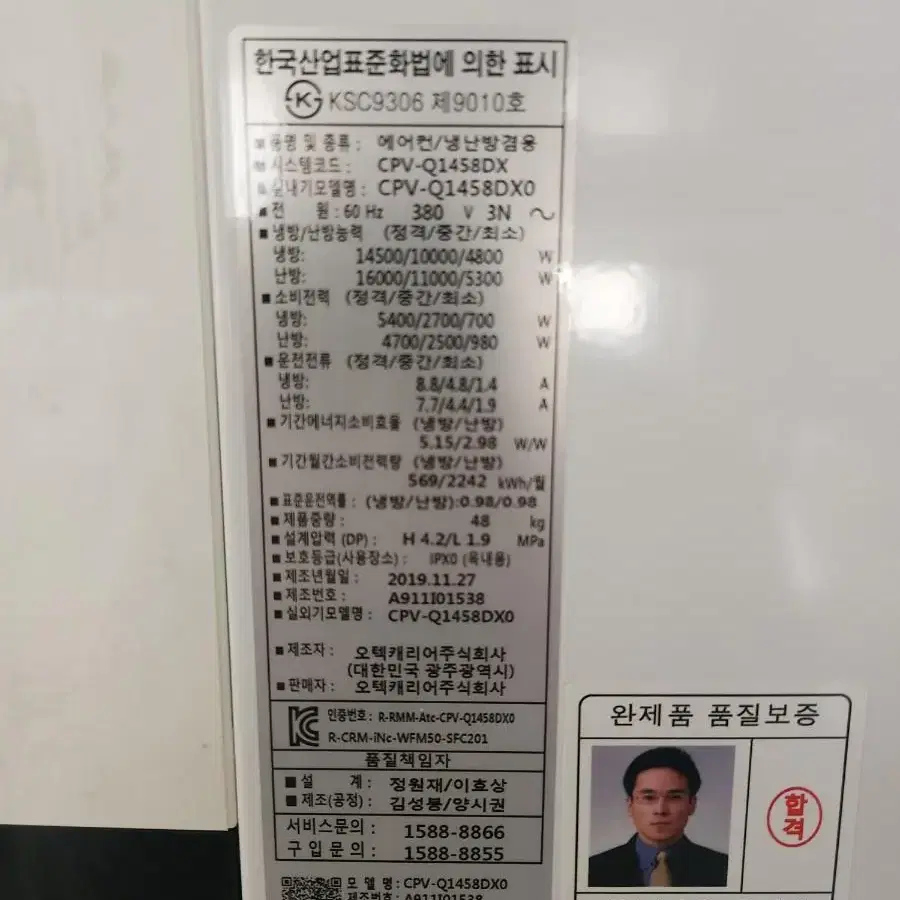 한국산업표준화법에 의한 표시
K KSC9306 제9010호
■ 품명 및 종류 : 에어컨/냉난방겸용
■ 시스템코드 : CPV-Q1458DX
■ 실내기모델명 : CPV-Q1458DX0
■ 전 원 : 60 Hz 380 V 3N ~
■ 냉방/난방능력 (정격/중간/최소)
냉방: 14500/10000/4800 W
난방: 16000/11000/5300 W
■ 소비전력 (정격/중간/최소)
냉방: 5400/2700/700 W
난방: 4700/2500/980 W
■ 운전전류 (정격/중간/최소)
냉방: 8.8/4.8/1.4 A
난방: 7.7/4.4/1.9 A
■ 기간에너지소비효율 (냉방/난방)
5.15/2.98 W/W
■ 기간월간소비전력량 (냉방/난방)
569/2242 kWh/월
■ 표준운전역률 : (냉방/난방):0.98/0.98
■ 제품중량 : 48 kg
■ 설계압력 (DP) : H 4.2/L 1.9 MPa
■ 보호등급(사용장소) : IPX0 (옥내용)
■ 제조년월일 : 2019.11.27
■ 제조번호 : A911I01538
■ 실외기모델명 : CPV-Q1458DX0
■ 제조자 : 오텍캐리어주식회사
(대한민국 광주광역시)
■ 판매자 : 오텍캐리어주식회사
인증번호 : R-RMM-Atc-CPV-Q1458DX0
R-CRM-iNc-WFM50-SFC201
품질책임자
■ 설 계 : 정원재/이효상
■ 제조(공정) : 김성봉/양시권
서비스문의 : 1588-8866
구 입 문 의 : 1588-8855
모 델 명 : CPV-Q1458DX0
제조번호 : A911I01538
완제품 품질보증
합격